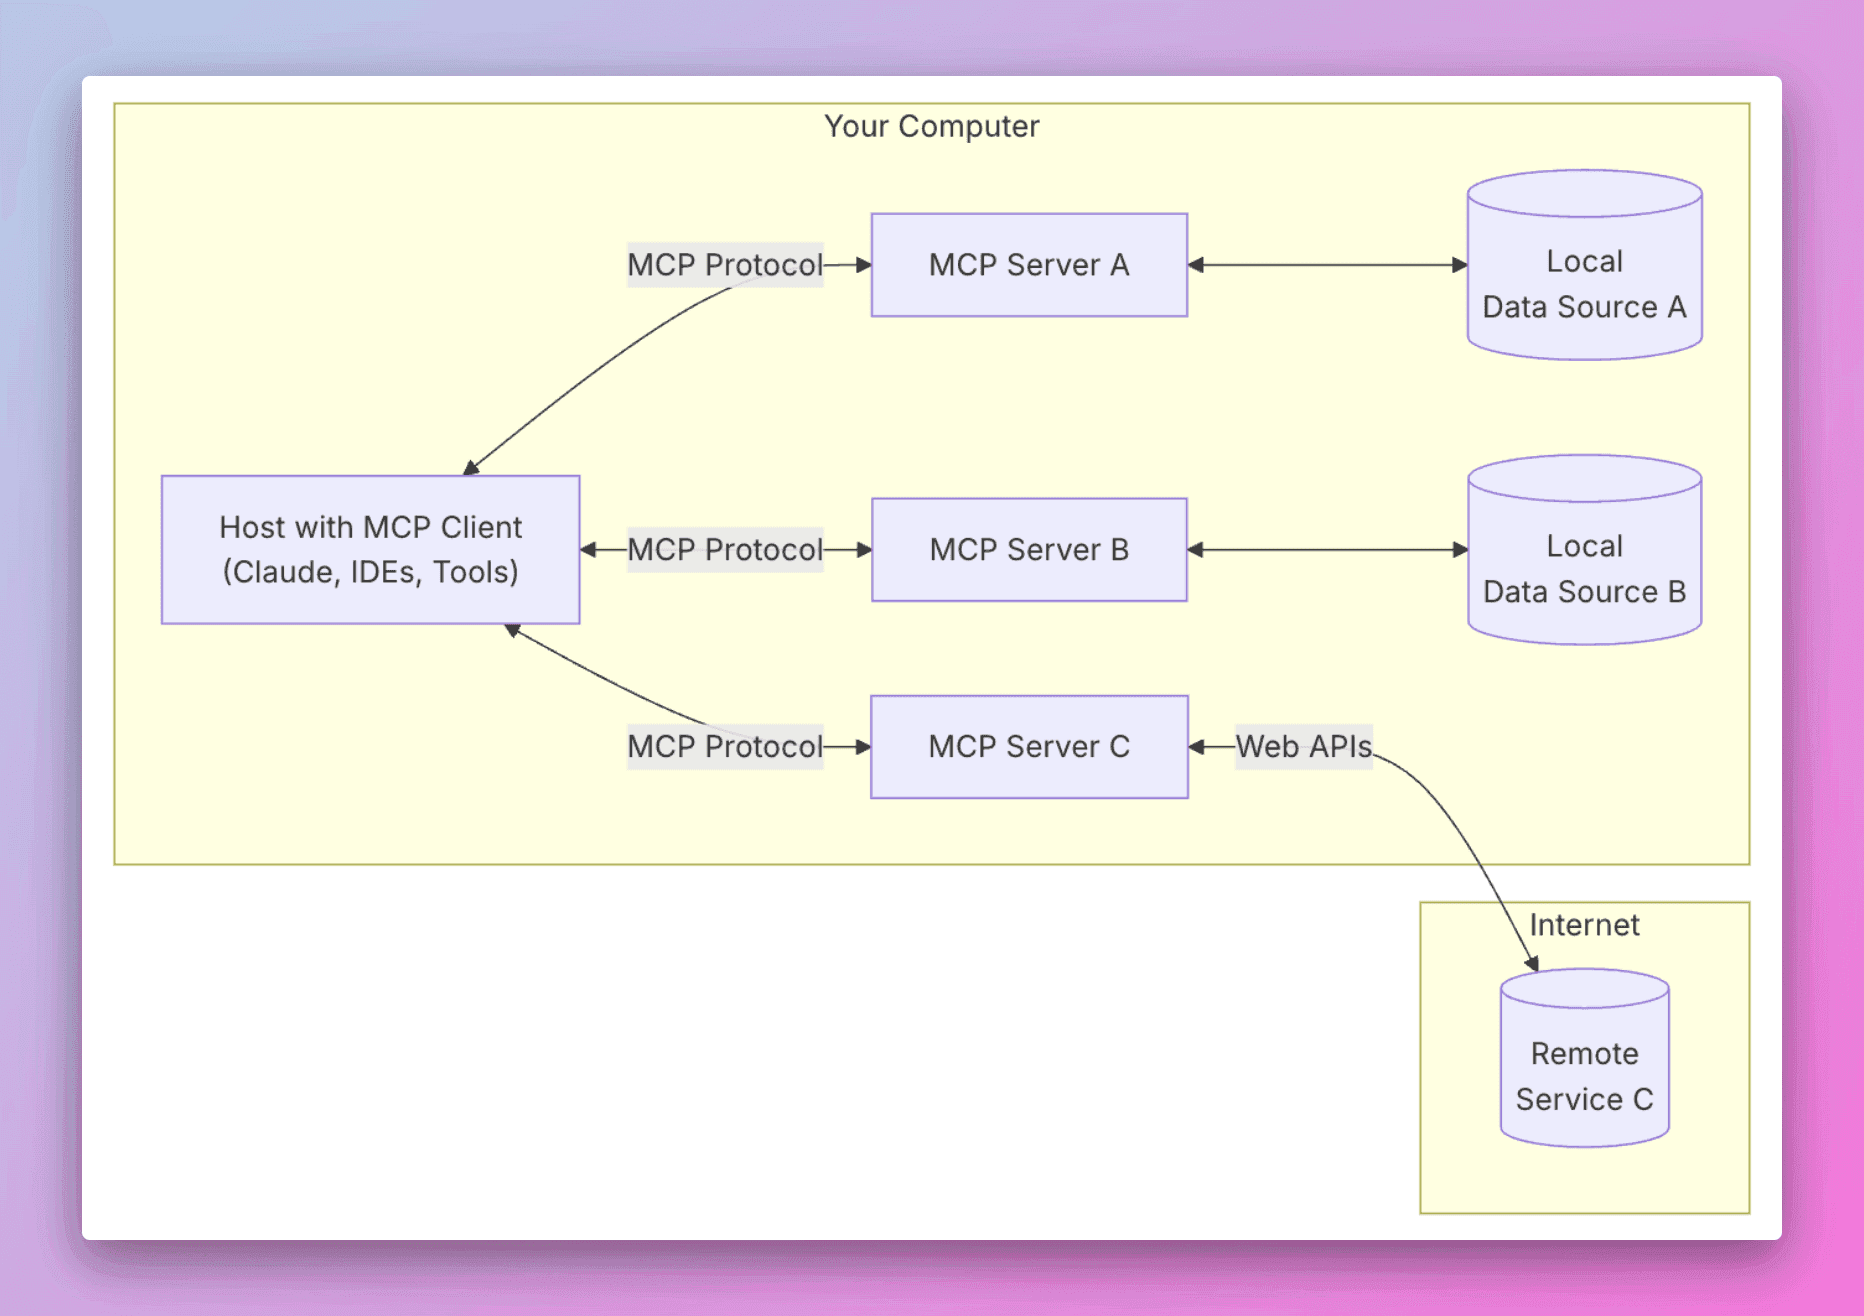 Your Computer
MCP Protocol
MCP Server A
Local
Data Source A
Host with MCP Client
(Claude, IDEs, Tools)
MCP Protocol
MCP Server B
Local
Data Source B
MCP Protocol
MCP Server C
Web APIs
Internet
Remote
Service C